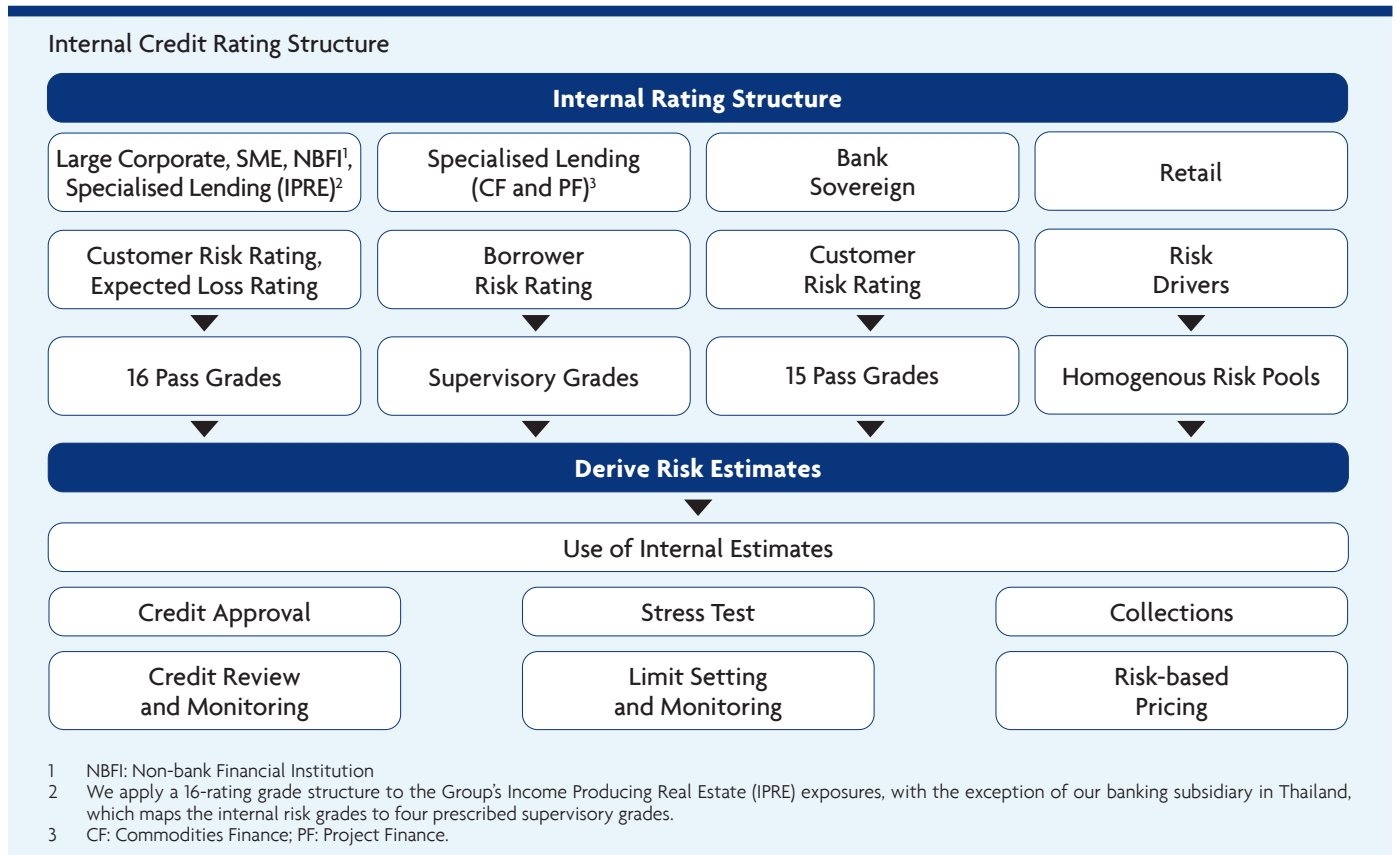 Internal Credit Rating Structure
Internal Rating Structure
Large Corporate, SME, NBFI¹,
Specialised Lending (IPRE)²
Specialised Lending
(CF and PF)³
Bank
Sovereign
Retail
Customer Risk Rating,
Expected Loss Rating
Borrower
Risk Rating
Customer
Risk Rating
Risk
Drivers
16 Pass Grades
Supervisory Grades
15 Pass Grades
Homogenous Risk Pools
Derive Risk Estimates
Use of Internal Estimates
Credit Approval
Stress Test
Collections
Credit Review
and Monitoring
Limit Setting
and Monitoring
Risk-based
Pricing
1 NBFI: Non-bank Financial Institution
2 We apply a 16-rating grade structure to the Group's Income Producing Real Estate (IPRE) exposures, with the exception of our banking subsidiary in Thailand,
which maps the internal risk grades to four prescribed supervisory grades.
3 CF: Commodities Finance; PF: Project Finance.